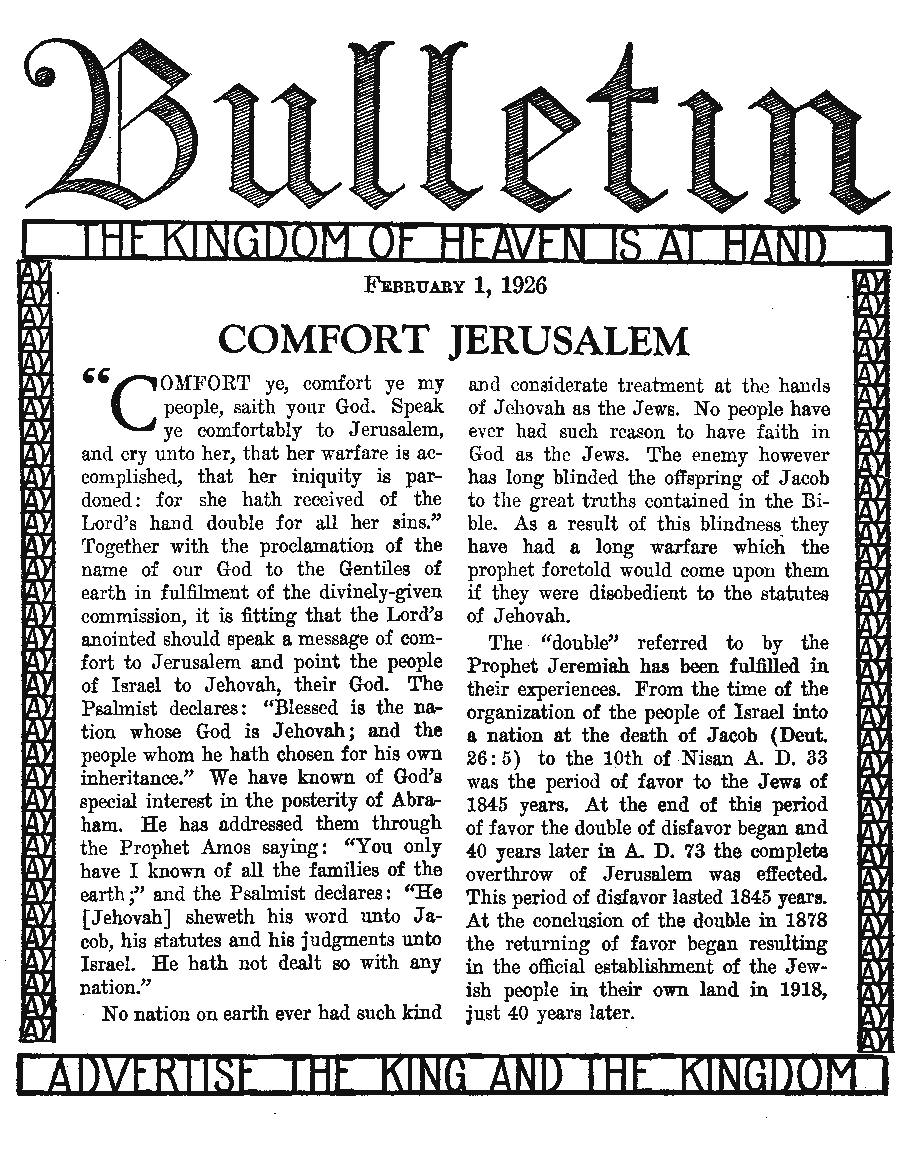 Bulletin
THE KINGDOM OF HEAVEN IS AT HAND
FEBRUARY 1, 1926
COMFORT JERUSALEM
“COMFORT ye, comfort ye my
people, saith your God. Speak
ye comfortably to Jerusalem,
and cry unto her, that her warfare is ac-
complished, that her iniquity is par-
doned: for she hath received of the
Lord’s hand double for all her sins.”
Together with the proclamation of the
name of our God to the Gentiles of
earth in fulfilment of the divinely-given
commission, it is fitting that the Lord’s
anointed should speak a message of com-
fort to Jerusalem and point the people
of Israel to Jehovah, their God. The
Psalmist declares: “Blessed is the na-
tion whose God is Jehovah; and the
people whom he hath chosen for his own
inheritance.” We have known of God’s
special interest in the posterity of Abra-
ham. He has addressed them through
the Prophet Amos saying: “You only
have I known of all the families of the
earth;” and the Psalmist declares: “He
[Jehovah] sheweth his word unto Ja-
cob, his statutes and his judgments unto
Israel. He hath not dealt so with any
nation.”
No nation on earth ever had such kind
and considerate treatment at the hands
of Jehovah as the Jews. No people have
ever had such reason to have faith in
God as the Jews. The enemy however
has long blinded the offspring of Jacob
to the great truths contained in the Bi-
ble. As a result of this blindness they
have had a long warfare which the
prophet foretold would come upon them
if they were disobedient to the statutes
of Jehovah.
The “double” referred to by the
Prophet Jeremiah has been fulfilled in
their experiences. From the time of the
organization of the people of Israel into
a nation at the death of Jacob (Deut.
26:5) to the 10th of Nisan A. D. 33
was the period of favor to the Jews of
1845 years. At the end of this period
of favor the double of disfavor began and
40 years later in A. D. 73 the complete
overthrow of Jerusalem was effected.
This period of disfavor lasted 1845 years.
At the conclusion of the double in 1878
the returning of favor began resulting
in the official establishment of the Jew-
ish people in their own land in 1918,
just 40 years later.
ADVERTISE THE KING AND THE KINGDOM